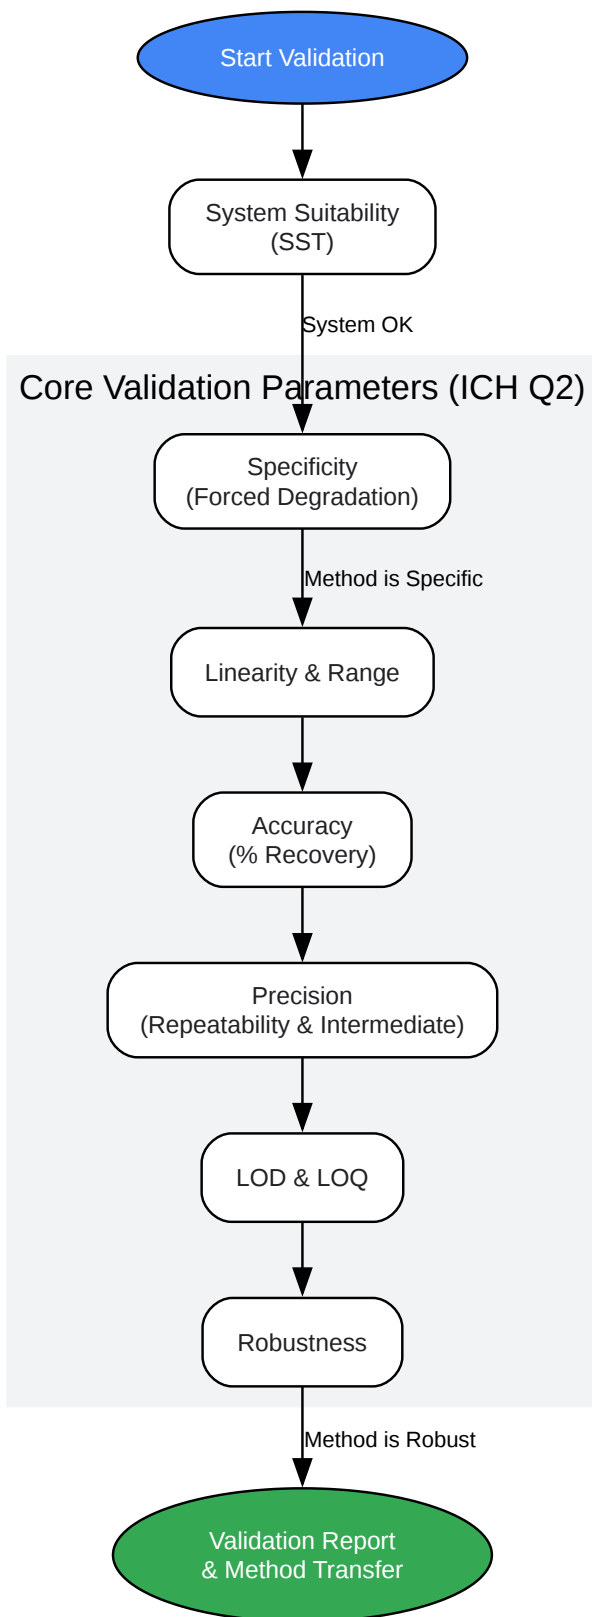 Start Validation
System Suitability
(SST)
System OK
Core Validation Parameters (ICH Q2)
Specificity
(Forced Degradation)
Method is Specific
Linearity & Range
Accuracy
(% Recovery)
Precision
(Repeatability & Intermediate)
LOD & LOQ
Robustness
Method is Robust
Validation Report
& Method Transfer